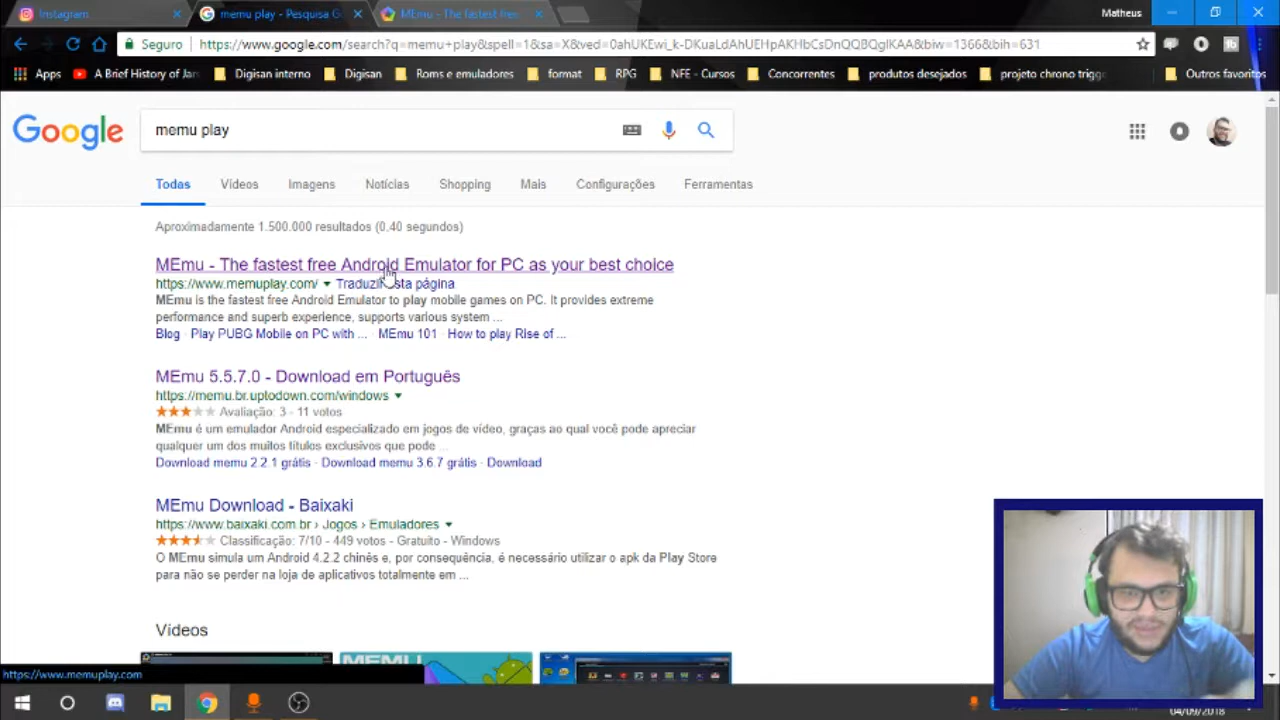 Instagram
memu play - Pesquisa G
MEmu - The fastest free
Matheus
Seguro
https://www.google.com/search?q=memu+play&spell=1&sa=X&ved=0ahUKEwi_k-DKuaLdAhUEHpAKHbCsDnQQBQgIKAA&biw=1366&bih=631
Apps
A Brief History of Jan
Digisan interno
Digisan
Roms e emuladores
format
RPG
NFE - Cursos
Concorrentes
produtos desejados
projeto chrono trigg
Outros favoritos
Google
memu play
Todas
Vídeos
Imagens
Notícias
Shopping
Mais
Configurações
Ferramentas
Aproximadamente 1.500.000 resultados (0,40 segundos)
MEmu - The fastest free Android Emulator for PC as your best choice
https://www.memuplay.com/ Traduzir esta página
MEmu is the fastest free Android Emulator to play mobile games on PC. It provides extreme
performance and superb experience, supports various system ...
Blog · Play PUBG Mobile on PC with ... · MEmu 101 · How to play Rise of ...
MEmu 5.5.7.0 - Download em Português
https://memu.br.uptodown.com/windows
Avaliação: 3 - 11 votos
MEmu é um emulador Android especializado em jogos de vídeo, graças ao qual você pode apreciar
qualquer um dos muitos títulos exclusivos que pode ...
Download memu 2.2.1 grátis · Download memu 3.6.7 grátis · Download
MEmu Download - Baixaki
https://www.baixaki.com.br › Jogos › Emuladores
Classificação: 7/10 - 449 votos - Gratuito - Windows
O MEmu simula um Android 4.2.2 chinês e, por consequência, é necessário utilizar o apk da Play Store
para não se perder na loja de aplicativos totalmente em ...
Vídeos
MEMU
https://www.memuplay.com
04/09/2018